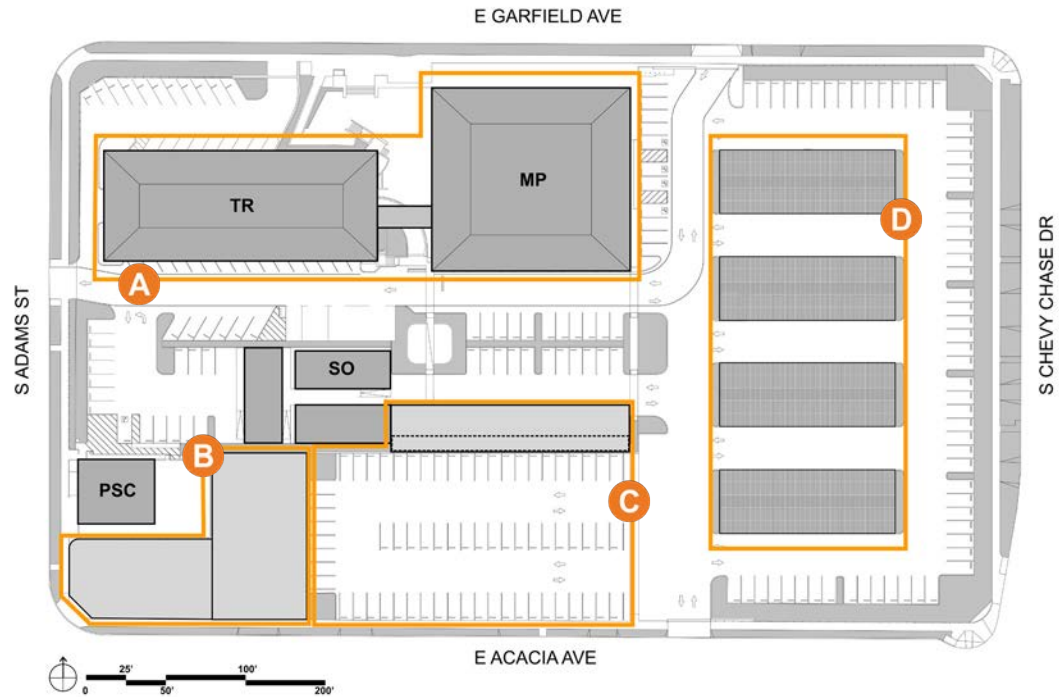 E GARFIELD AVE
MP
TR
D
A
S ADAMS ST
S CHEVY CHASE DR
SO
B
PSC
C
E ACACIA AVE
25' 100'
0 50' 200'